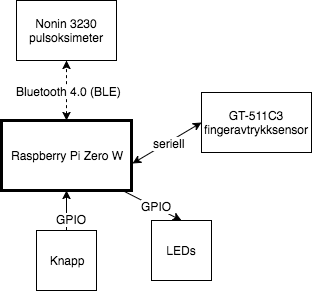 Nonin 3230
pulsoksimeter
Bluetooth 4.0 (BLE)
GT-511C3
fingeravtrykksensor
seriell
Raspberry Pi Zero W
GPIO
GPIO
Knapp
LEDs